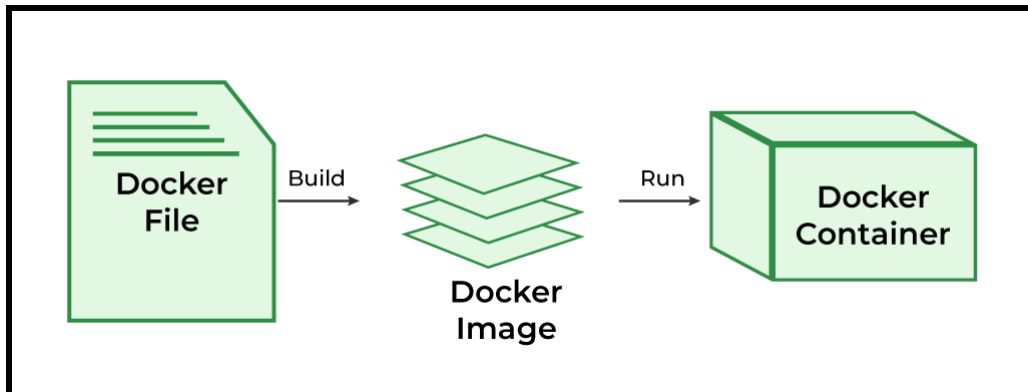 Docker
File
Build
Docker
Image
Run
Docker
Container